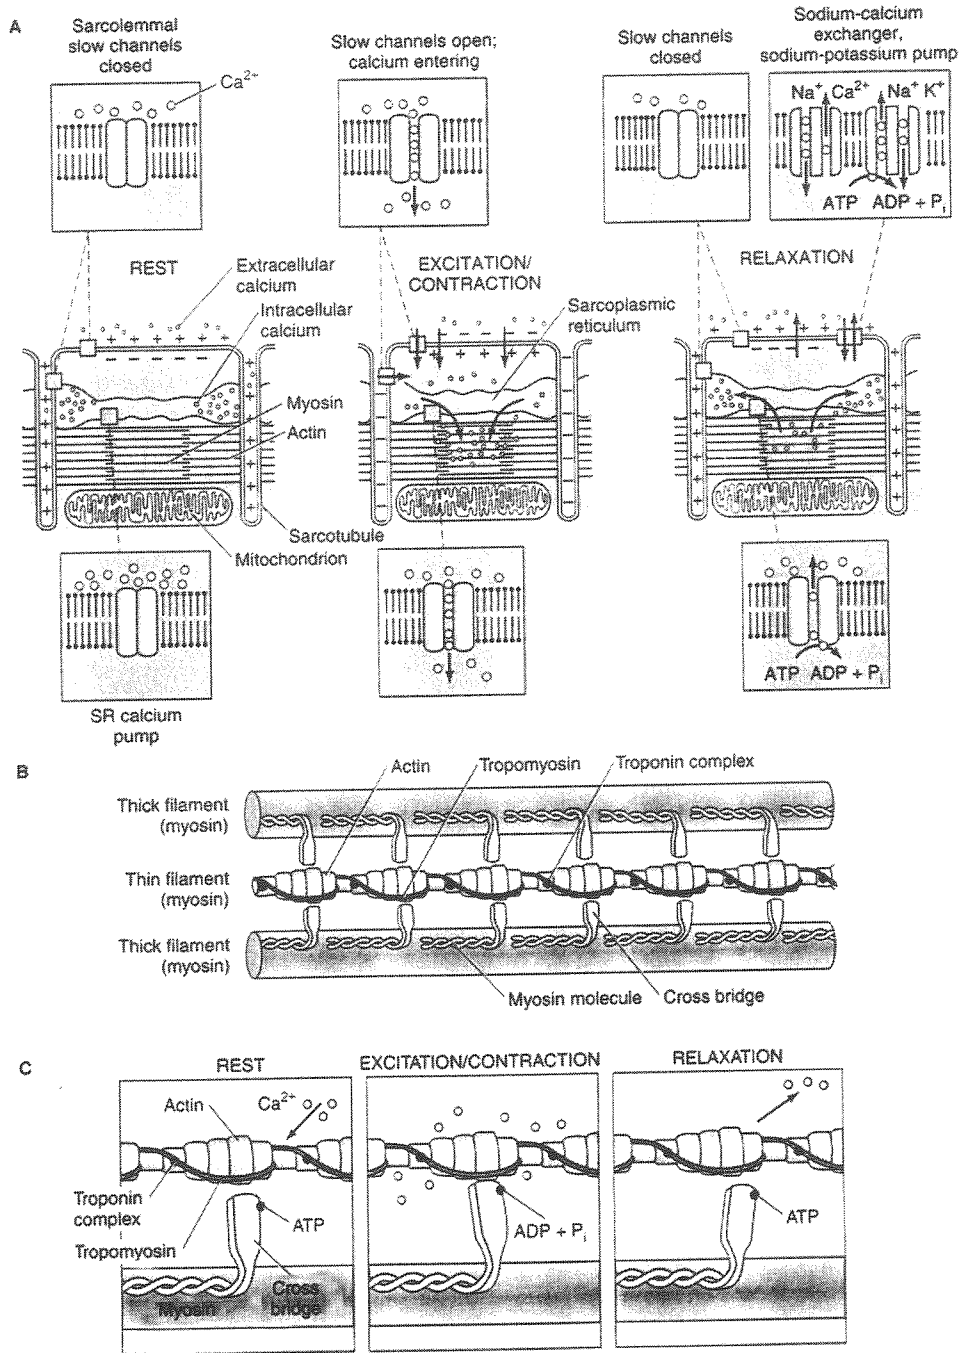 A
Sarcolemmal
slow channels
closed
Ca2+
Slow channels open;
calcium entering
Slow channels
closed
Sodium-calcium
exchanger,
sodium-potassium pump
Na+ Ca2+ Na+ K+
ATP ADP + Pi
REST
Extracellular
calcium
Intracellular
calcium
EXCITATION/
CONTRACTION
Sarcoplasmic
reticulum
RELAXATION
Myosin
Actin
Sarcotubule
Mitochondrion
SR calcium
pump
ATP ADP + Pi
B
Actin
Tropomyosin
Troponin complex
Thick filament
(myosin)
Thin filament
(myosin)
Thick filament
(myosin)
Myosin molecule
Cross bridge
C
REST
EXCITATION/CONTRACTION
RELAXATION
Actin
Ca2+
Troponin
complex
Tropomyosin
ATP
Cross
bridge
Myosin
ADP + Pi
ATP